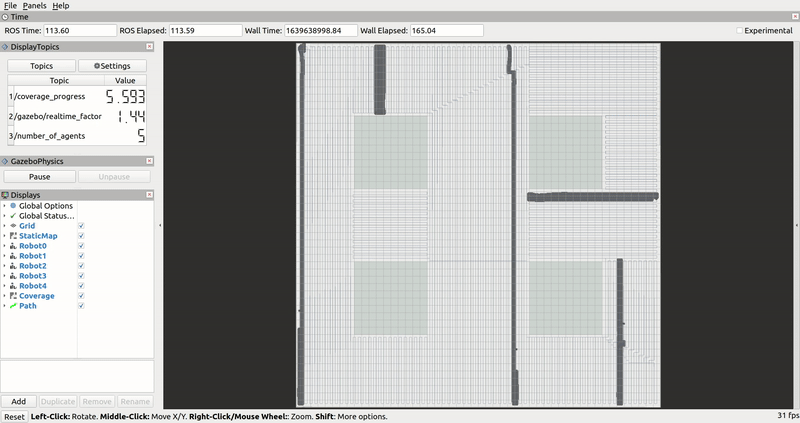 File Panels Help
Time
ROS Time: 113.60 ROS Elapsed: 113.59 Wall Time: 1639638998.84 Wall Elapsed: 165.04 Experimental
DisplayTopics
Topics Settings
Topic Value
1 /coverage_progress 5.593
2 /gazebo/realtime_factor 1.44
3 /number_of_agents 5
GazeboPhysics
Pause Unpause
Displays
Global Options
Global Status...
Grid
StaticMap
Robot0
Robot1
Robot2
Robot3
Robot4
Coverage
Path
Add Duplicate Remove Rename
Reset Left-Click: Rotate. Middle-Click: Move X/Y. Right-Click/Mouse Wheel:: Zoom. Shift: More options. 31 fps